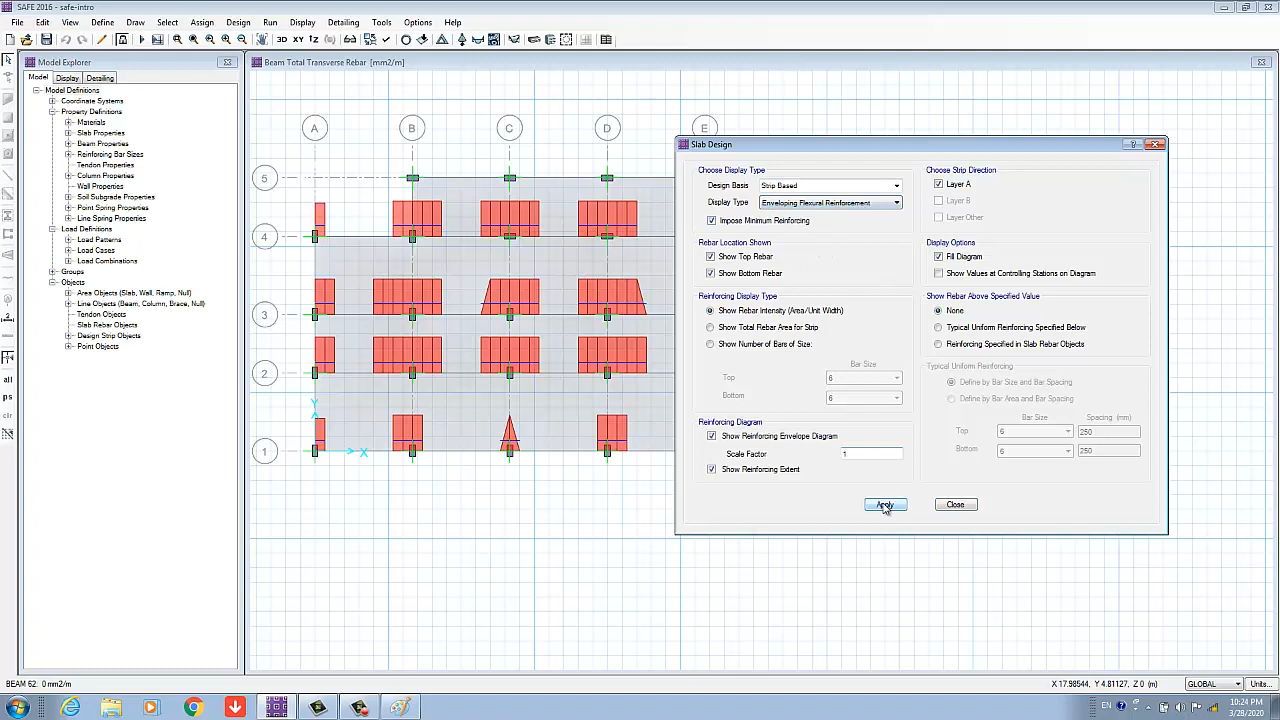 SAFE 2016 - safe-intro
File Edit View Define Draw Select Assign Design Run Display Detailing Tools Options Help
3D XY
all
ps
clr
Model Explorer
Model Display Detailing
Model Definitions
Coordinate Systems
Property Definitions
Materials
Slab Properties
Beam Properties
Reinforcing Bar Sizes
Tendon Properties
Column Properties
Wall Properties
Soil Subgrade Properties
Point Spring Properties
Line Spring Properties
Load Definitions
Load Patterns
Load Cases
Load Combinations
Groups
Objects
Area Objects (Slab, Wall, Ramp, Null)
Line Objects (Beam, Column, Brace, Null)
Tendon Objects
Slab Rebar Objects
Design Strip Objects
Point Objects
Beam Total Transverse Rebar [mm2/m]
A B C D E
5
4
3
2
1
Y
X
Slab Design
Choose Display Type
Design Basis Strip Based
Display Type Enveloping Flexural Reinforcement
Impose Minimum Reinforcing
Rebar Location Shown
Show Top Rebar
Show Bottom Rebar
Reinforcing Display Type
Show Rebar Intensity (Area/Unit Width)
Show Total Rebar Area for Strip
Show Number of Bars of Size:
Bar Size
Top 6
Bottom 6
Reinforcing Diagram
Show Reinforcing Envelope Diagram
Scale Factor 1
Show Reinforcing Extent
Choose Strip Direction
Layer A
Layer B
Layer Other
Display Options
Fill Diagram
Show Values at Controlling Stations on Diagram
Show Rebar Above Specified Value
None
Typical Uniform Reinforcing Specified Below
Reinforcing Specified in Slab Rebar Objects
Typical Uniform Reinforcing
Define by Bar Size and Bar Spacing
Define by Bar Area and Bar Spacing
Bar Size Spacing (mm)
Top 6 250
Bottom 6 250
Apply Close
BEAM 52: 0 mm2/m
X 17.98544, Y 4.81127, Z 0 (m)
GLOBAL
Units...
EN
10:24 PM
3/28/2020